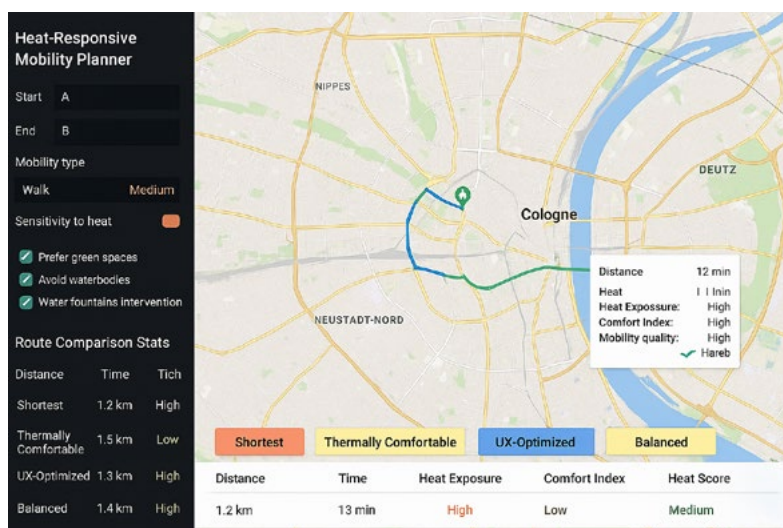 Heat-Responsive
Mobility Planner
Start A
End B
Mobility type
Walk Medium
Sensitivity to heat
Prefer green spaces
Avoid waterbodies
Water fountains intervention
Route Comparison Stats
Distance Time Tich
Shortest 1.2 km High
Thermally
Comfortable 1.5 km Low
UX-Optimized 1.3 km High
Balanced 1.4 km High
NIPPES
DEUTZ
Cologne
NEUSTADT-NORD
Distance 12 min
Heat
Heat Expossure: High
Comfort Index: High
Mobility quality: High
Hareb
Shortest Thermally Comfortable UX-Optimized Balanced
Distance Time Heat Exposure Comfort Index Heat Score
1.2 km 13 min High Low Medium